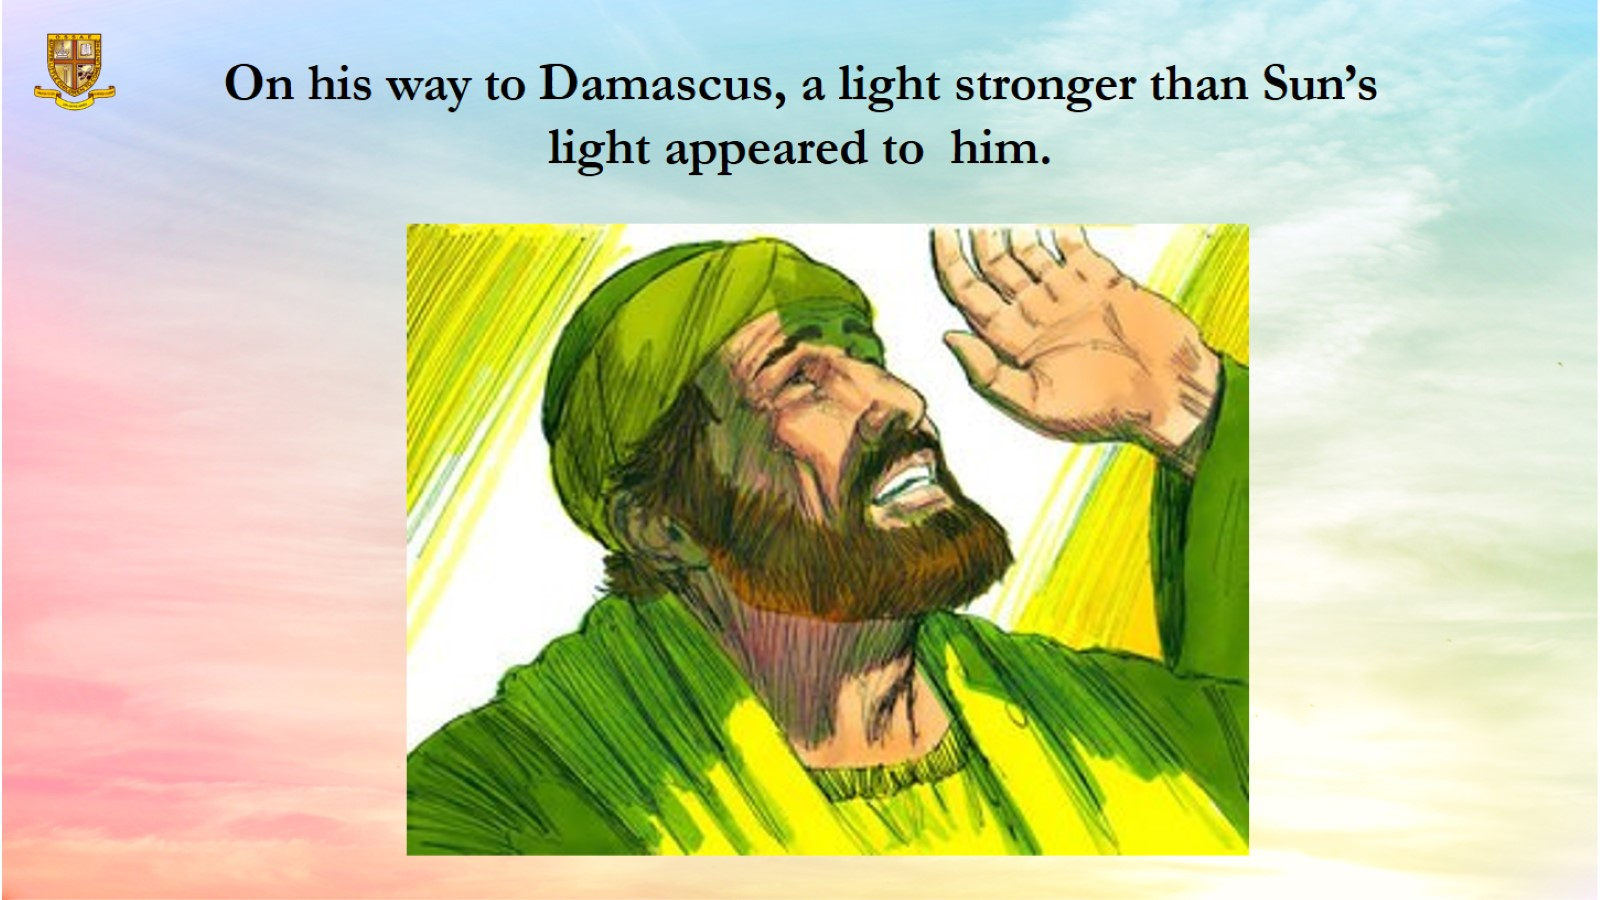 On his way to Damascus, a light stronger than Sun’s
light appeared to  him.